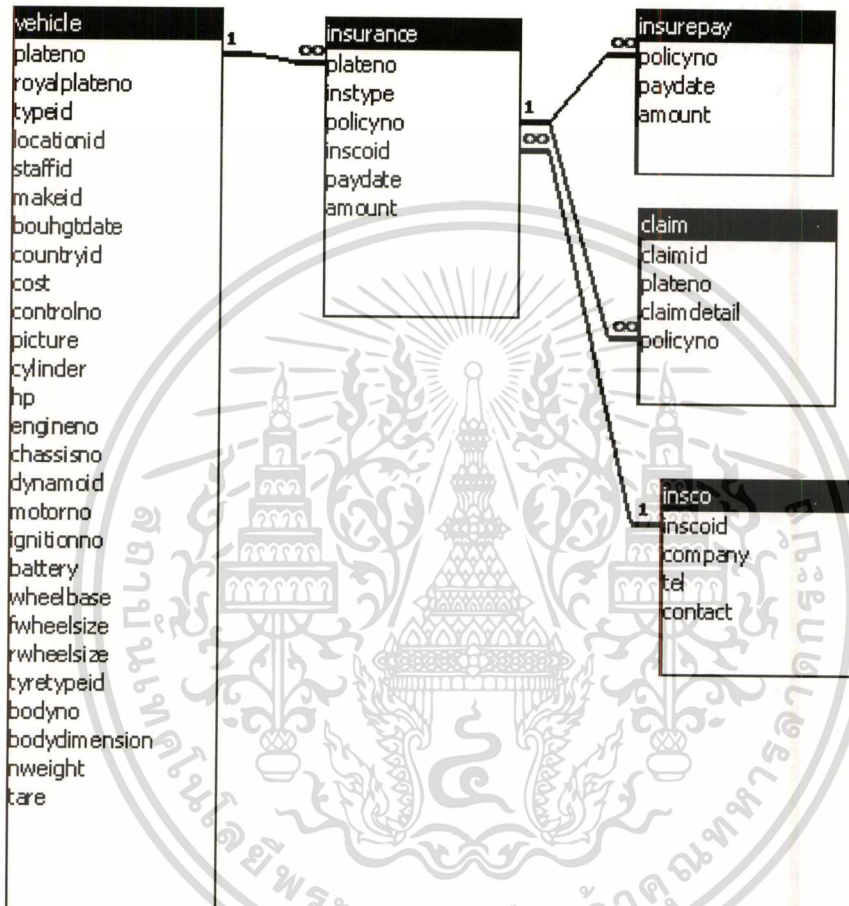 vehicle
plateno
royalplateno
typeid
locationid
staffid
makeid
bouhgtdate
countryid
cost
controlno
picture
cylinder
hp
engineno
chassisno
dynamoid
motorno
ignitionno
battery
wheelbase
fwheelsize
rwheelsize
tyretypeid
bodyno
bodydimension
nweight
tare
1
∞
insurance
plateno
instype
policyno
inscoid
paydate
amount
1
∞
∞
insurepay
policyno
paydate
amount
claim
claimid
plateno
claimdetail
∞
policyno
insco
1
inscoid
company
tel
contact